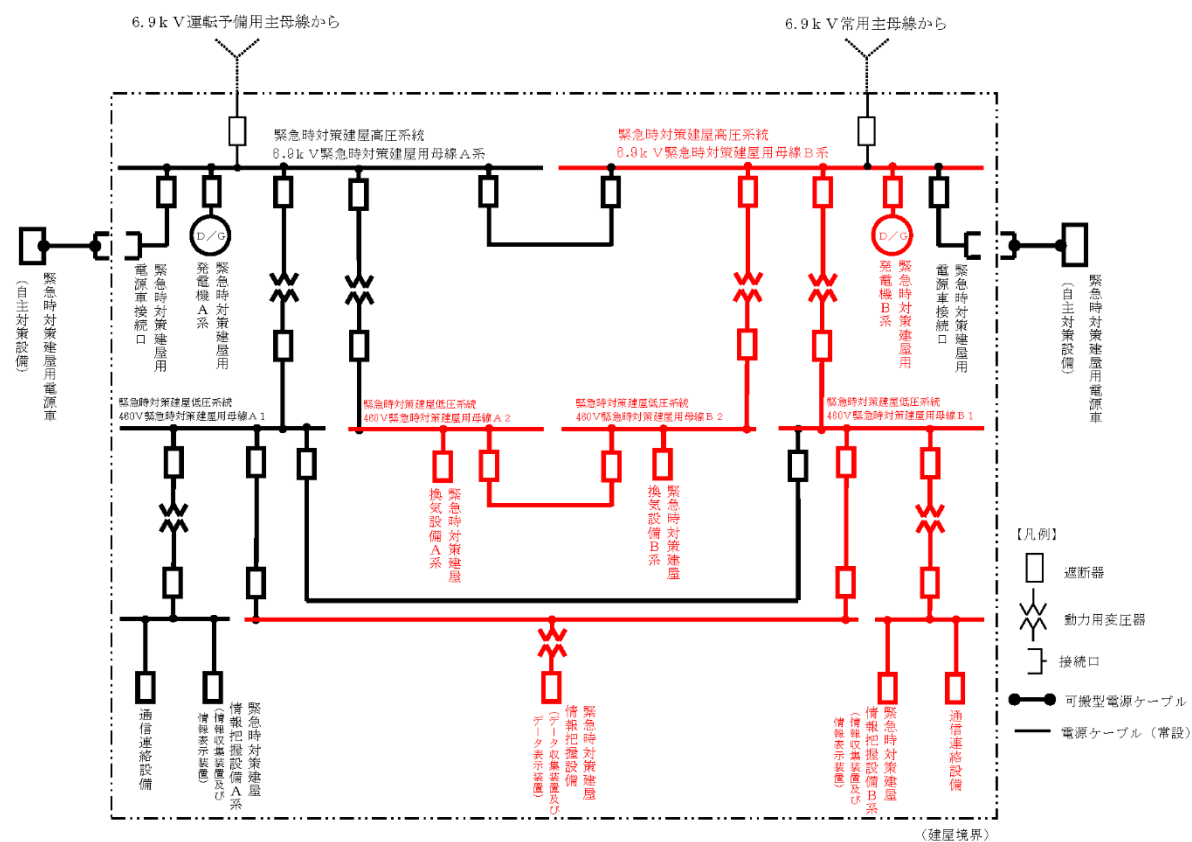 6.9kV運転予備用主母線から
6.9kV常用主母線から
緊急時対策建屋高圧系統
6.9kV緊急時対策建屋用母線A系
緊急時対策建屋高圧系統
6.9kV緊急時対策建屋用母線B系
緊急時対策建屋用電源車
(自主対策設備)
緊急時対策建屋用
電源車接続口
D/G
緊急時対策建屋用
発電機A系
D/G
緊急時対策建屋用
発電機B系
緊急時対策建屋用
電源車接続口
緊急時対策建屋用電源車
(自主対策設備)
緊急時対策建屋低圧系統
460V緊急時対策建屋用母線A1
緊急時対策建屋低圧系統
460V緊急時対策建屋用母線A2
緊急時対策建屋低圧系統
460V緊急時対策建屋用母線B2
緊急時対策建屋低圧系統
460V緊急時対策建屋用母線B1
緊急時対策建屋
換気設備A系
緊急時対策建屋
換気設備B系
通信連絡設備
緊急時対策建屋
情報把握設備A系
(情報収集装置及び
情報表示装置)
緊急時対策建屋
情報把握設備
(データ収集装置及び
データ表示装置)
緊急時対策建屋
情報把握設備B系
(情報収集装置及び
情報表示装置)
通信連絡設備
【凡例】
遮断器
動力用変圧器
接続口
可搬型電源ケーブル
電源ケーブル(常設)
(建屋境界)